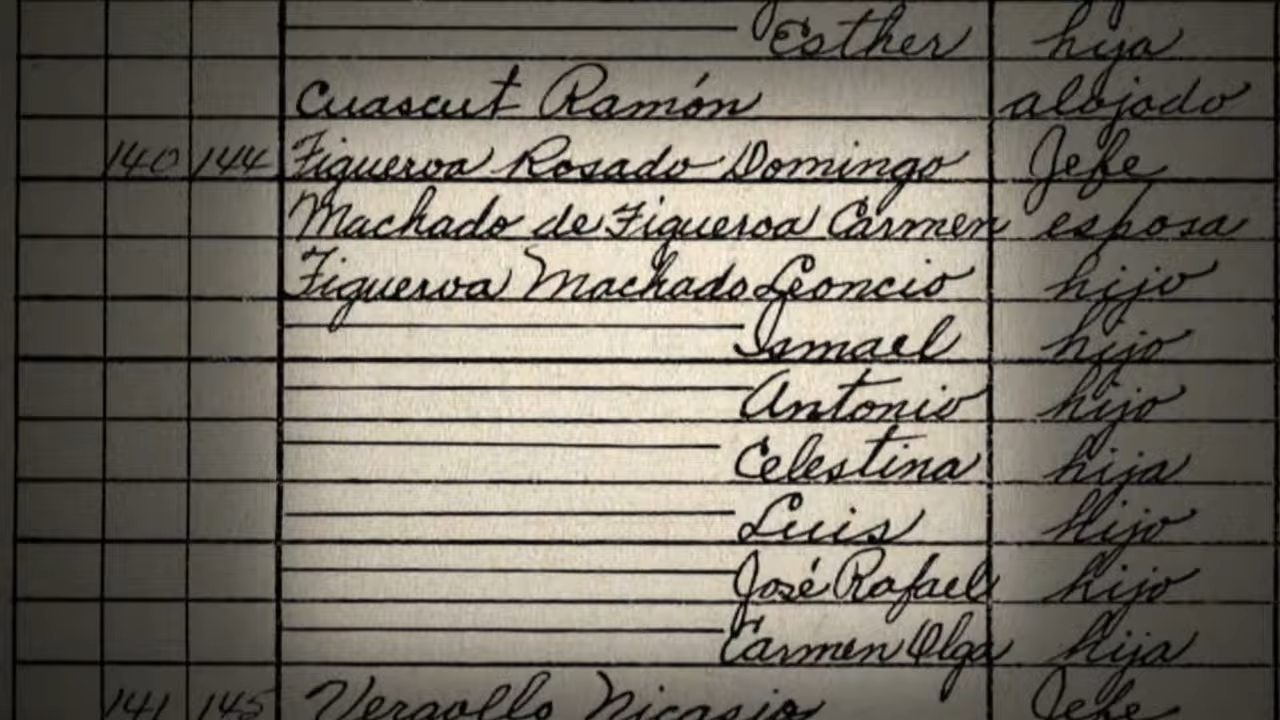 Esther hija
Cuascut Ramón alojado
140 144 Figueroa Rosado Domingo Jefe
Machado de Figueroa Carmen esposa
Figueroa Machado Leoncio hijo
Ismael hijo
Antonio hijo
Celestina hija
Luis hijo
José Rafael hijo
Carmen Olga hija
141 145 Nicasio Jefe